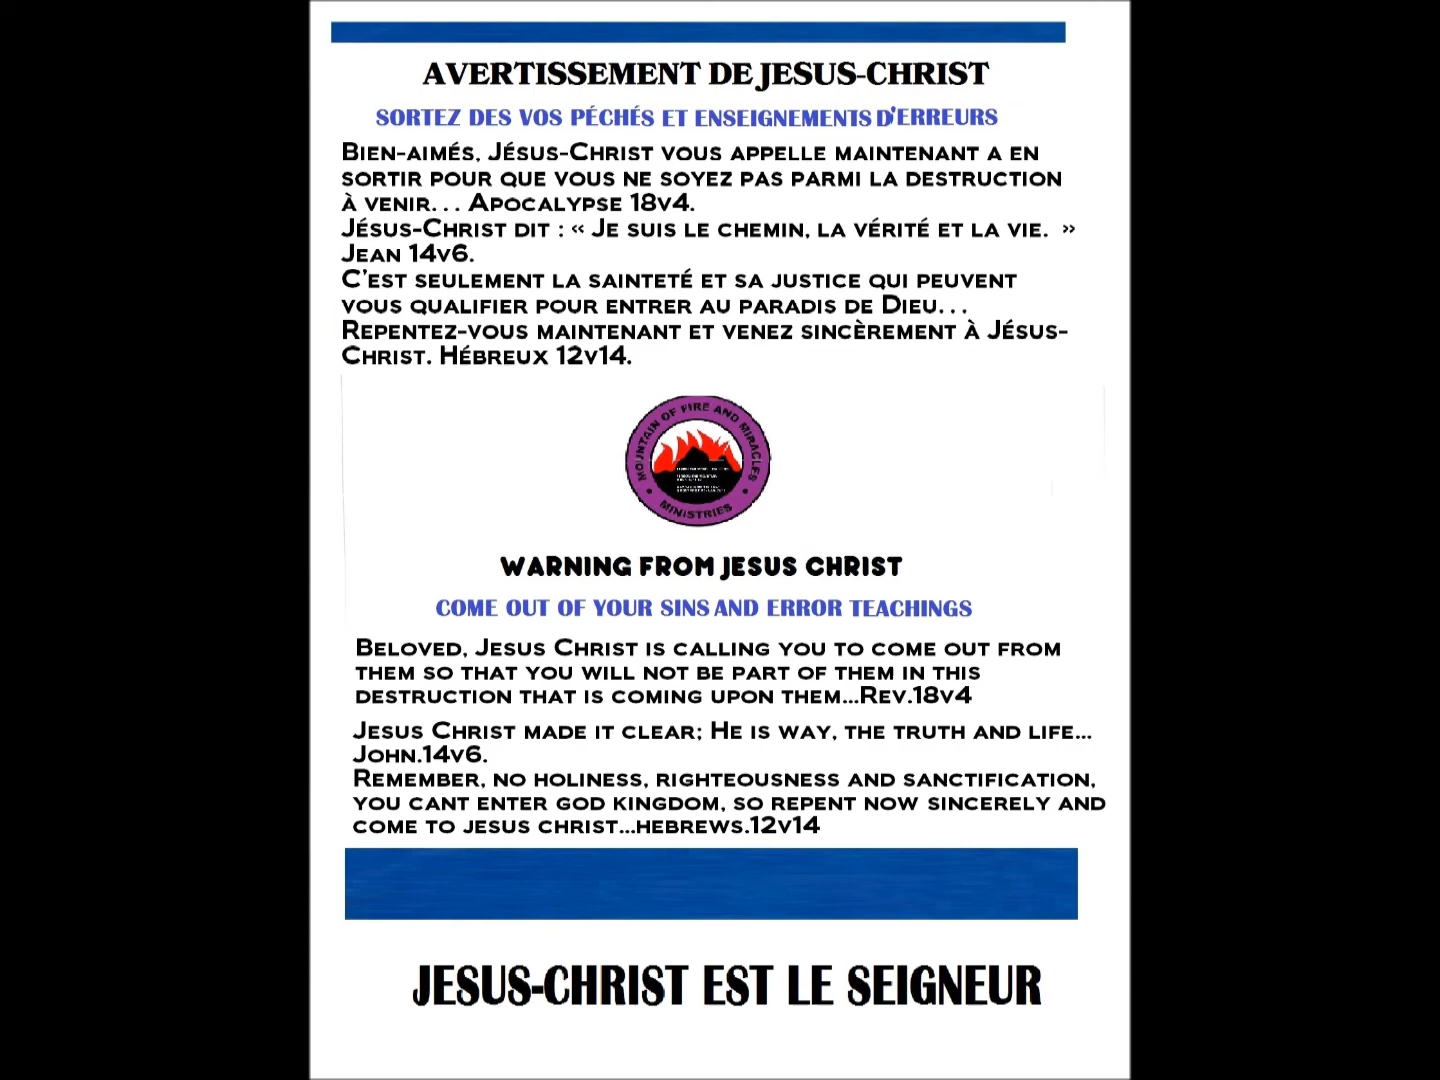 AVERTISSEMENT DE JESUS-CHRIST
SORTEZ DES VOS PÉCHÉS ET ENSEIGNEMENTS D'ERREURS
BIEN-AIMÉS, JÉSUS-CHRIST VOUS APPELLE MAINTENANT A EN
SORTIR POUR QUE VOUS NE SOYEZ PAS PARMI LA DESTRUCTION
À VENIR... APOCALYPSE 18V4.
JÉSUS-CHRIST DIT : « JE SUIS LE CHEMIN, LA VÉRITÉ ET LA VIE. »
JEAN 14V6.
C'EST SEULEMENT LA SAINTETÉ ET SA JUSTICE QUI PEUVENT
VOUS QUALIFIER POUR ENTRER AU PARADIS DE DIEU...
REPENTEZ-VOUS MAINTENANT ET VENEZ SINCÈREMENT À JÉSUS-
CHRIST. HÉBREUX 12V14.
MOUNTAIN OF FIRE AND MIRACLES
MINISTRIES
WARNING FROM JESUS CHRIST
COME OUT OF YOUR SINS AND ERROR TEACHINGS
BELOVED, JESUS CHRIST IS CALLING YOU TO COME OUT FROM
THEM SO THAT YOU WILL NOT BE PART OF THEM IN THIS
DESTRUCTION THAT IS COMING UPON THEM...REV.18V4
JESUS CHRIST MADE IT CLEAR; HE IS WAY, THE TRUTH AND LIFE...
JOHN.14V6.
REMEMBER, NO HOLINESS, RIGHTEOUSNESS AND SANCTIFICATION,
YOU CANT ENTER GOD KINGDOM, SO REPENT NOW SINCERELY AND
COME TO JESUS CHRIST...HEBREWS.12V14
JESUS-CHRIST EST LE SEIGNEUR